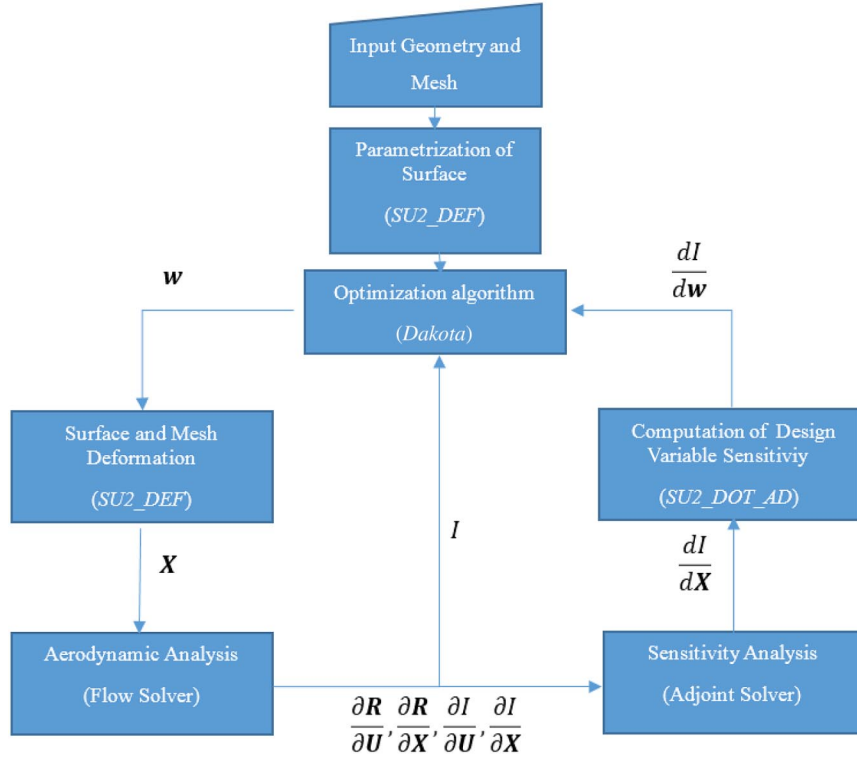 Input Geometry and
Mesh
Parametrization of
Surface
(SU2_DEF)
w
dI/dw
Optimization algorithm
(Dakota)
Surface and Mesh
Deformation
(SU2_DEF)
Computation of Design
Variable Sensitiviy
(SU2_DOT_AD)
I
X
dI/dX
Aerodynamic Analysis
(Flow Solver)
Sensitivity Analysis
(Adjoint Solver)
∂R/∂U, ∂R/∂X, ∂I/∂U, ∂I/∂X